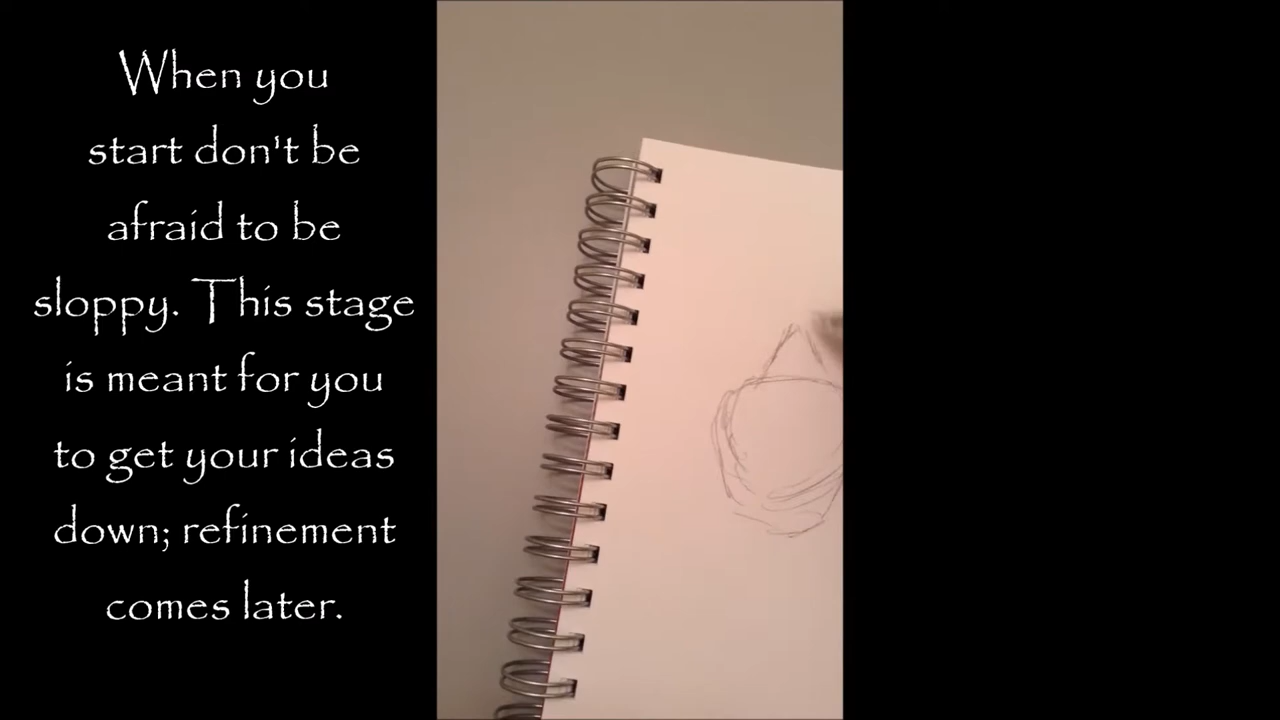 When you
start don't be
afraid to be
sloppy. This stage
is meant for you
to get your ideas
down; refinement
comes later.